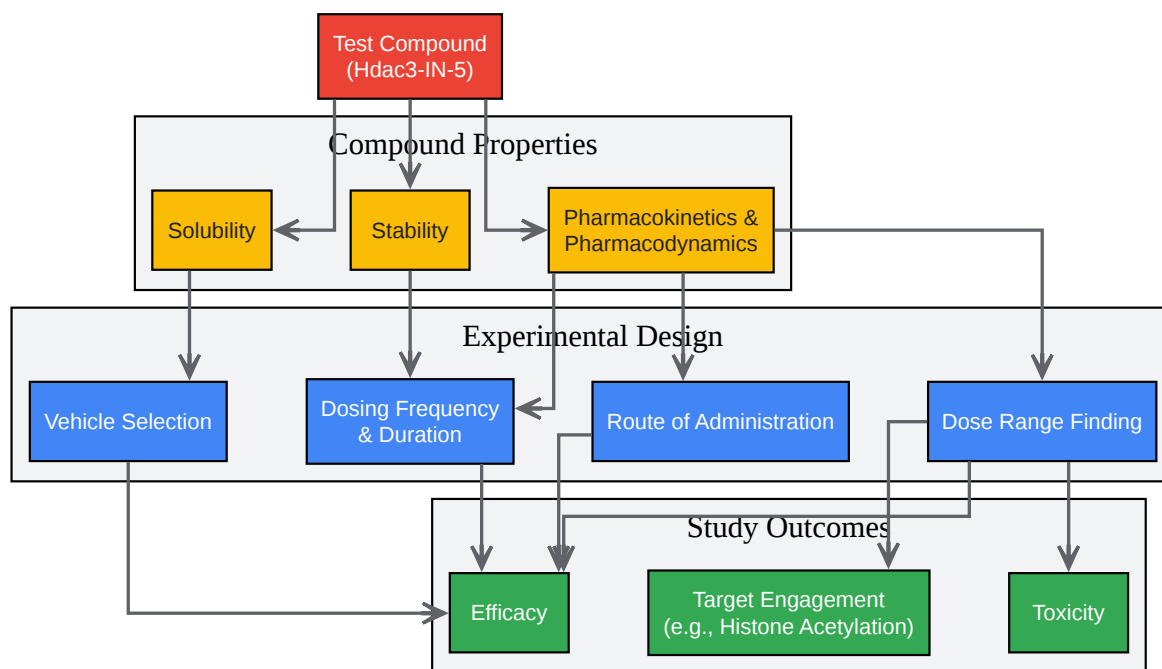 Test Compound
(Hdac3-IN-5)
Compound Properties
Solubility
Stability
Pharmacokinetics &
Pharmacodynamics
Experimental Design
Vehicle Selection
Dosing Frequency
& Duration
Route of Administration
Dose Range Finding
Study Outcomes
Efficacy
Target Engagement
(e.g., Histone Acetylation)
Toxicity